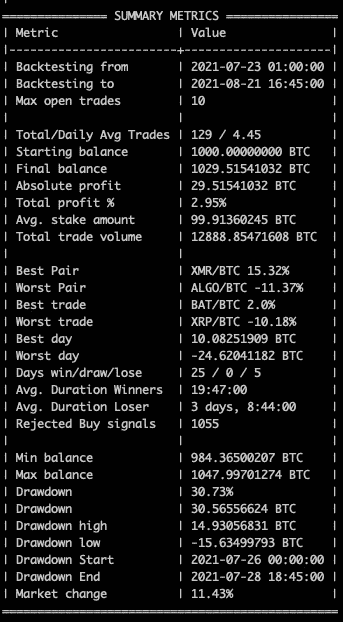 ================ SUMMARY METRICS ================
| Metric | Value |
|------------------------+---------------------|
| Backtesting from | 2021-07-23 01:00:00 |
| Backtesting to | 2021-08-21 16:45:00 |
| Max open trades | 10 |
| | |
| Total/Daily Avg Trades | 129 / 4.45 |
| Starting balance | 1000.00000000 BTC |
| Final balance | 1029.51541032 BTC |
| Absolute profit | 29.51541032 BTC |
| Total profit % | 2.95% |
| Avg. stake amount | 99.91360245 BTC |
| Total trade volume | 12888.85471608 BTC |
| | |
| Best Pair | XMR/BTC 15.32% |
| Worst Pair | ALGO/BTC -11.37% |
| Best trade | BAT/BTC 2.0% |
| Worst trade | XRP/BTC -10.18% |
| Best day | 10.08251909 BTC |
| Worst day | -24.62041182 BTC |
| Days win/draw/lose | 25 / 0 / 5 |
| Avg. Duration Winners | 19:47:00 |
| Avg. Duration Loser | 3 days, 8:44:00 |
| Rejected Buy signals | 1055 |
| | |
| Min balance | 984.36500207 BTC |
| Max balance | 1047.99701274 BTC |
| Drawdown | 30.73% |
| Drawdown | 30.56556624 BTC |
| Drawdown high | 14.93056831 BTC |
| Drawdown low | -15.63499793 BTC |
| Drawdown Start | 2021-07-26 00:00:00 |
| Drawdown End | 2021-07-28 18:45:00 |
| Market change | 11.43% |
=================================================